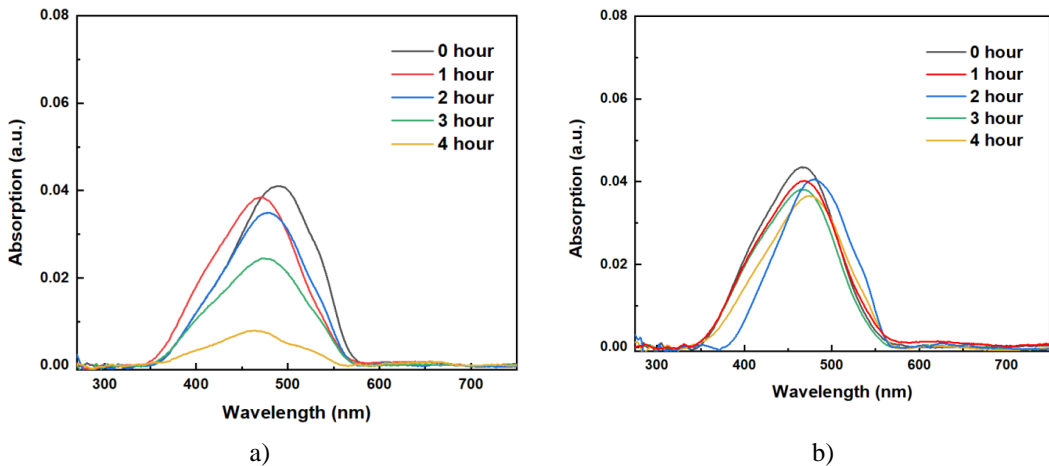 0.08
0.06
0.04
0.02
0.00
Absorption (a.u.)
0 hour
1 hour
2 hour
3 hour
4 hour
300 400 500 600 700
Wavelength (nm)
a)
0.08
0.06
0.04
0.02
0.00
Absorption (a.u.)
0 hour
1 hour
2 hour
3 hour
4 hour
300 400 500 600 700
Wavelength (nm)
b)